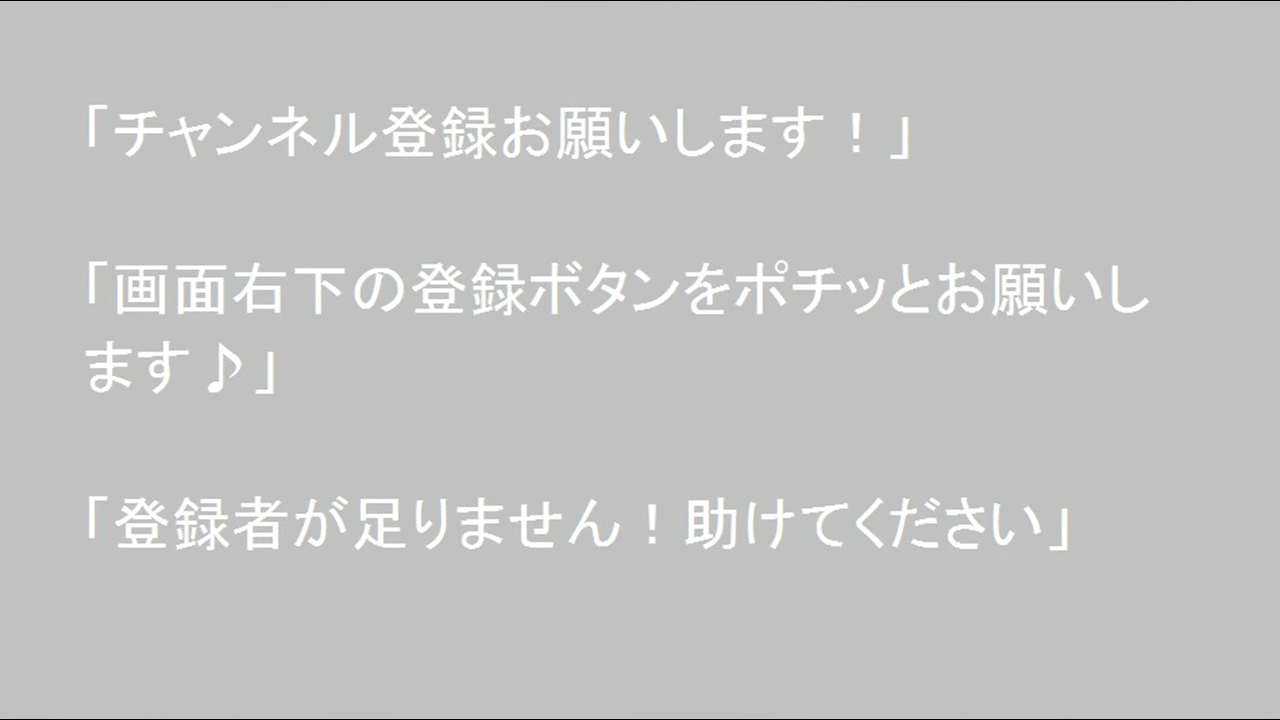 「チャンネル登録お願いします！」
「画面右下の登録ボタンをポチッとお願いし
ます♪」
「登録者が足りません！助けてください」